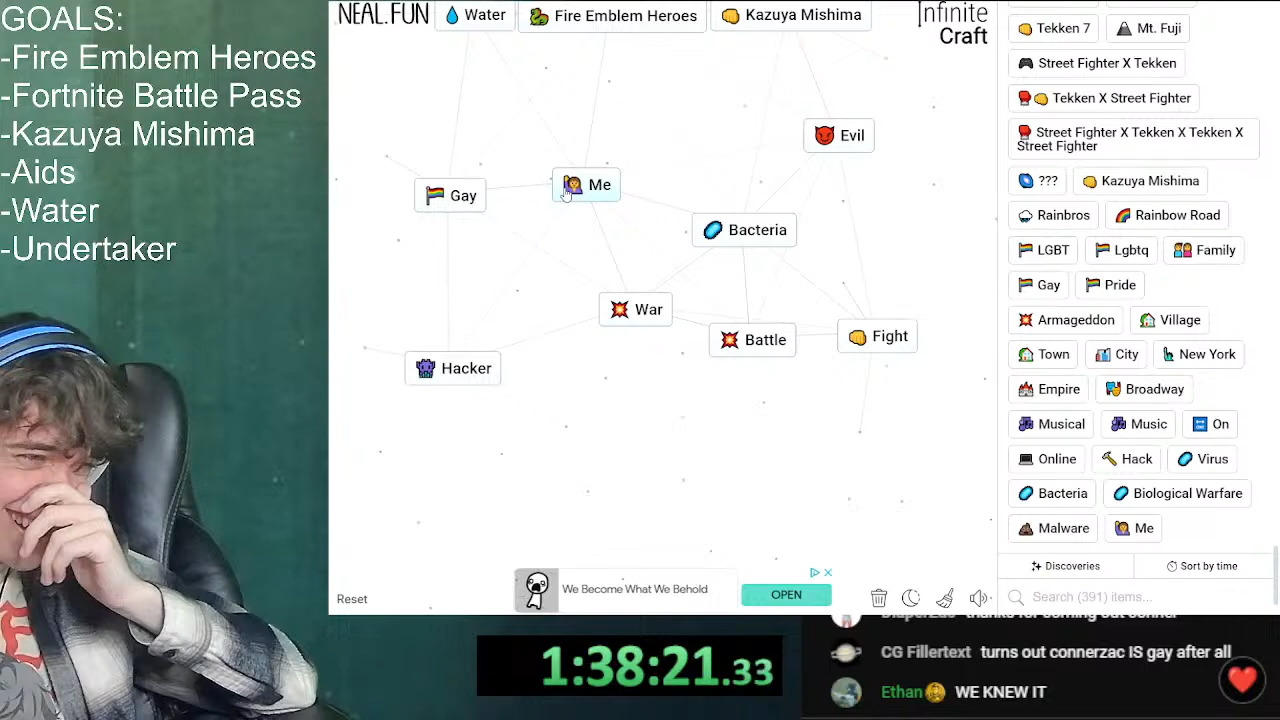 GOALS:
-Fire Emblem Heroes
-Fortnite Battle Pass
-Kazuya Mishima
-Aids
-Water
-Undertaker
NEAL.FUN
Water
Fire Emblem Heroes
Kazuya Mishima
Infinite
Craft
Evil
Gay
Me
Bacteria
War
Battle
Fight
Hacker
We Become What We Behold
OPEN
Reset
Tekken 7
Mt. Fuji
Street Fighter X Tekken
Tekken X Street Fighter
Street Fighter X Tekken X Tekken X
Street Fighter
???
Kazuya Mishima
Rainbros
Rainbow Road
LGBT
Lgbtq
Family
Gay
Pride
Armageddon
Village
Town
City
New York
Empire
Broadway
Musical
Music
On
Online
Hack
Virus
Bacteria
Biological Warfare
Malware
Me
Discoveries
Sort by time
Search (391) items...
1:38:21.33
CG Fillertext turns out connerzac IS gay after all
Ethan WE KNEW IT